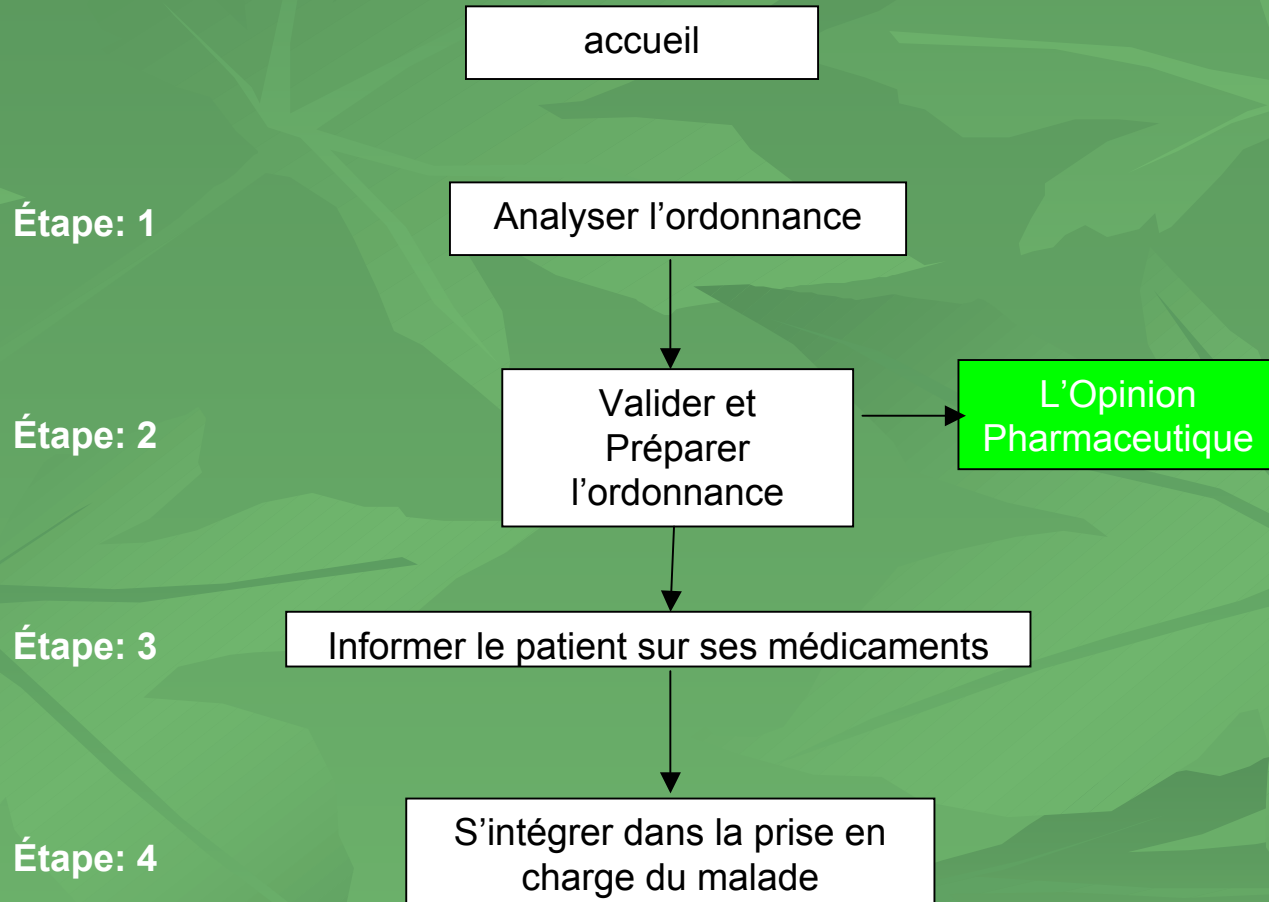 accueil
Étape: 1
Analyser l’ordonnance
Étape: 2
Valider et
Préparer
l’ordonnance
L’Opinion
Pharmaceutique
Étape: 3
Informer le patient sur ses médicaments
Étape: 4
S’intégrer dans la prise en
charge du malade